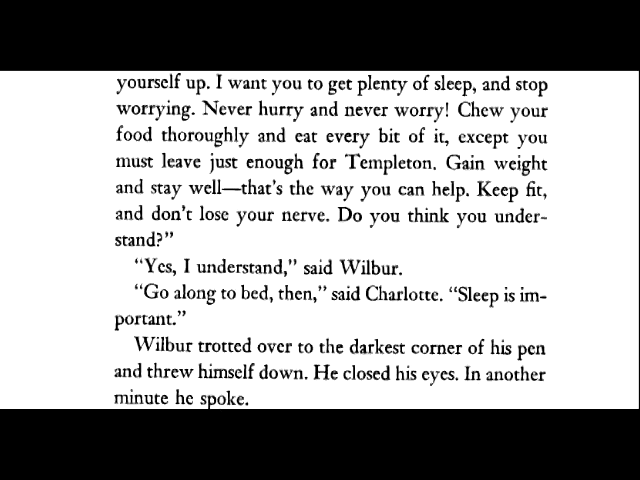 yourself up. I want you to get plenty of sleep, and stop
worrying. Never hurry and never worry! Chew your
food thoroughly and eat every bit of it, except you
must leave just enough for Templeton. Gain weight
and stay well—that's the way you can help. Keep fit,
and don't lose your nerve. Do you think you under-
stand?"
"Yes, I understand," said Wilbur.
"Go along to bed, then," said Charlotte. "Sleep is im-
portant."
Wilbur trotted over to the darkest corner of his pen
and threw himself down. He closed his eyes. In another
minute he spoke.